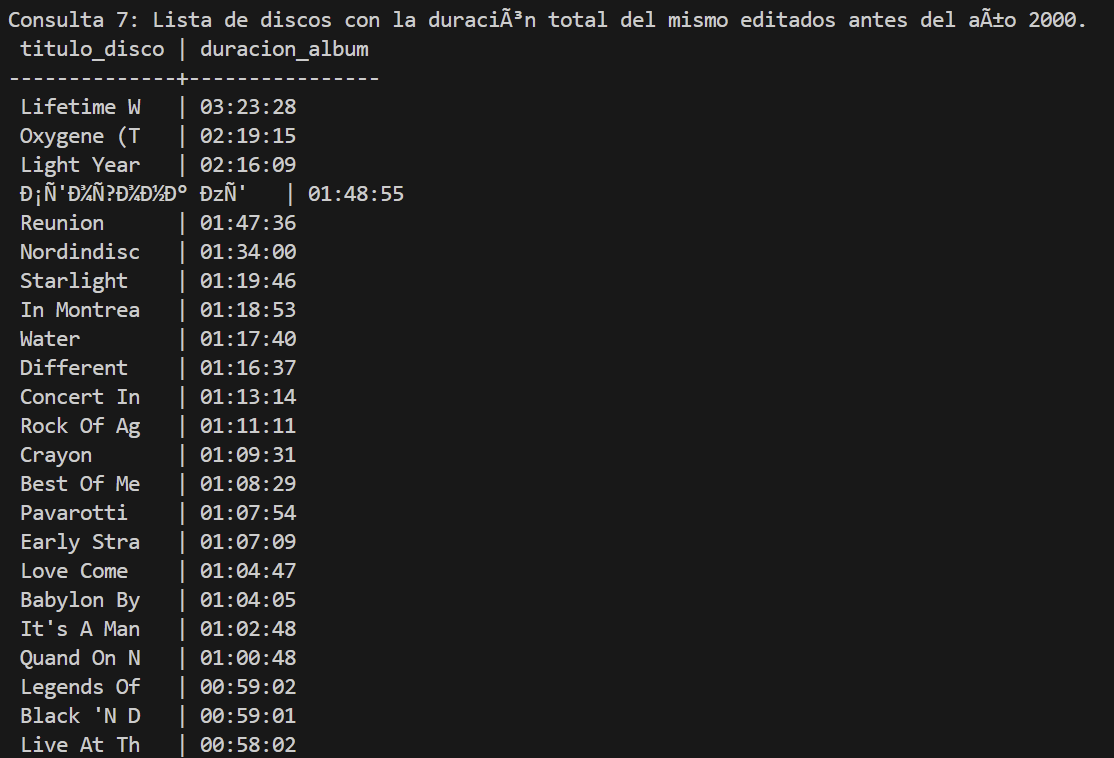 Consulta 7: Lista de discos con la duraciÃ³n total del mismo editados antes del aÃ±o 2000.
titulo_disco | duracion_album
--------------+----------------
Lifetime W | 03:23:28
Oxygene (T | 02:19:15
Light Year | 02:16:09
Ð¡Ñ'Ð¾Ñ?Ð¾Ð½Ð° ÐzÑ' | 01:48:55
Reunion | 01:47:36
Nordindisc | 01:34:00
Starlight | 01:19:46
In Montrea | 01:18:53
Water | 01:17:40
Different | 01:16:37
Concert In | 01:13:14
Rock Of Ag | 01:11:11
Crayon | 01:09:31
Best Of Me | 01:08:29
Pavarotti | 01:07:54
Early Stra | 01:07:09
Love Come | 01:04:47
Babylon By | 01:04:05
It's A Man | 01:02:48
Quand On N | 01:00:48
Legends Of | 00:59:02
Black 'N D | 00:59:01
Live At Th | 00:58:02